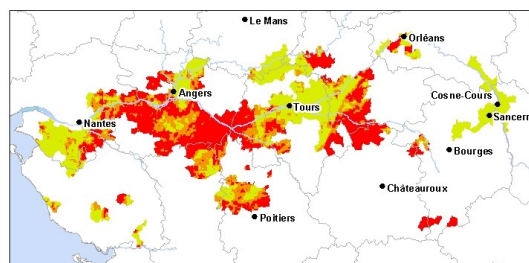 Le Mans
Orléans
Angers
Cosne-Cours
Tours
Sancerr
Nantes
Bourges
Châteauroux
Poitiers